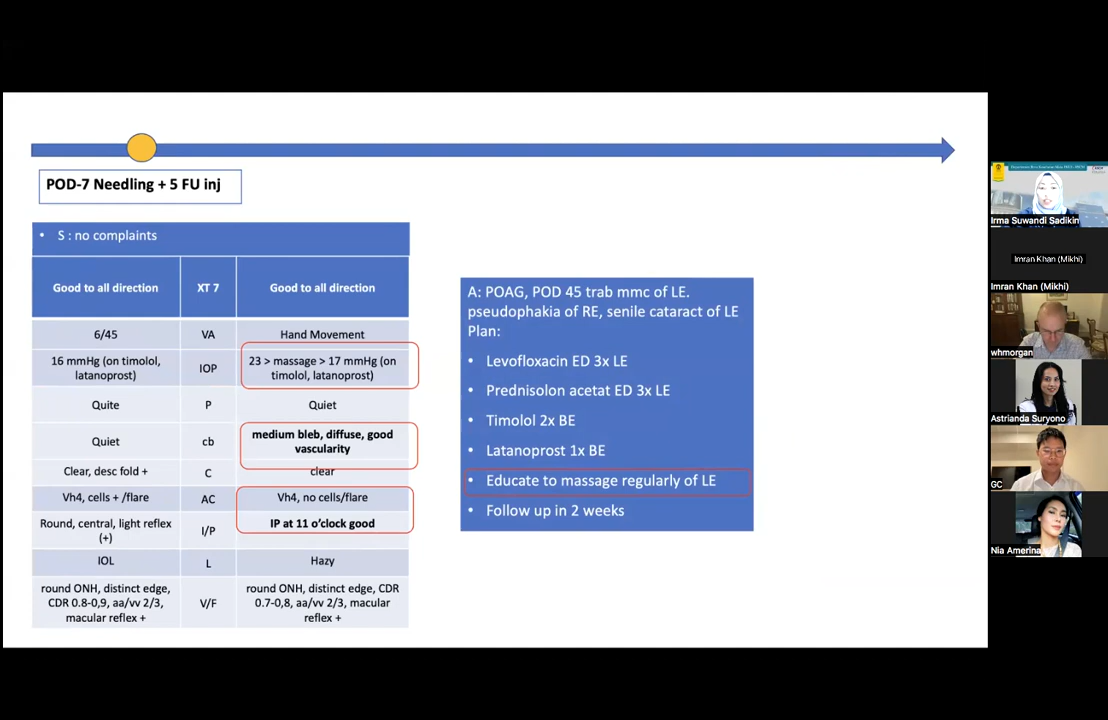 POD-7 Needling + 5 FU inj
• S : no complaints
Good to all direction XT 7 Good to all direction
6/45 VA Hand Movement
16 mmHg (on timolol, latanoprost) IOP 23 > massage > 17 mmHg (on timolol, latanoprost)
Quite P Quiet
Quiet cb medium bleb, diffuse, good vascularity
Clear, desc fold + C clear
Vh4, cells + /flare AC Vh4, no cells/flare
Round, central, light reflex (+) I/P IP at 11 o'clock good
IOL L Hazy
round ONH, distinct edge, CDR 0.8-0,9, aa/vv 2/3, macular reflex + V/F round ONH, distinct edge, CDR 0.7-0,8, aa/vv 2/3, macular reflex +
A: POAG, POD 45 trab mmc of LE.
pseudophakia of RE, senile cataract of LE
Plan:
• Levofloxacin ED 3x LE
• Prednisolon acetat ED 3x LE
• Timolol 2x BE
• Latanoprost 1x BE
• Educate to massage regularly of LE
• Follow up in 2 weeks
Irma Suwandi Sadikin
Imran Khan (Mikhi)
Imran Khan (Mikhi)
whmorgan
Astrianda Suryono
GC
Nia Amerina